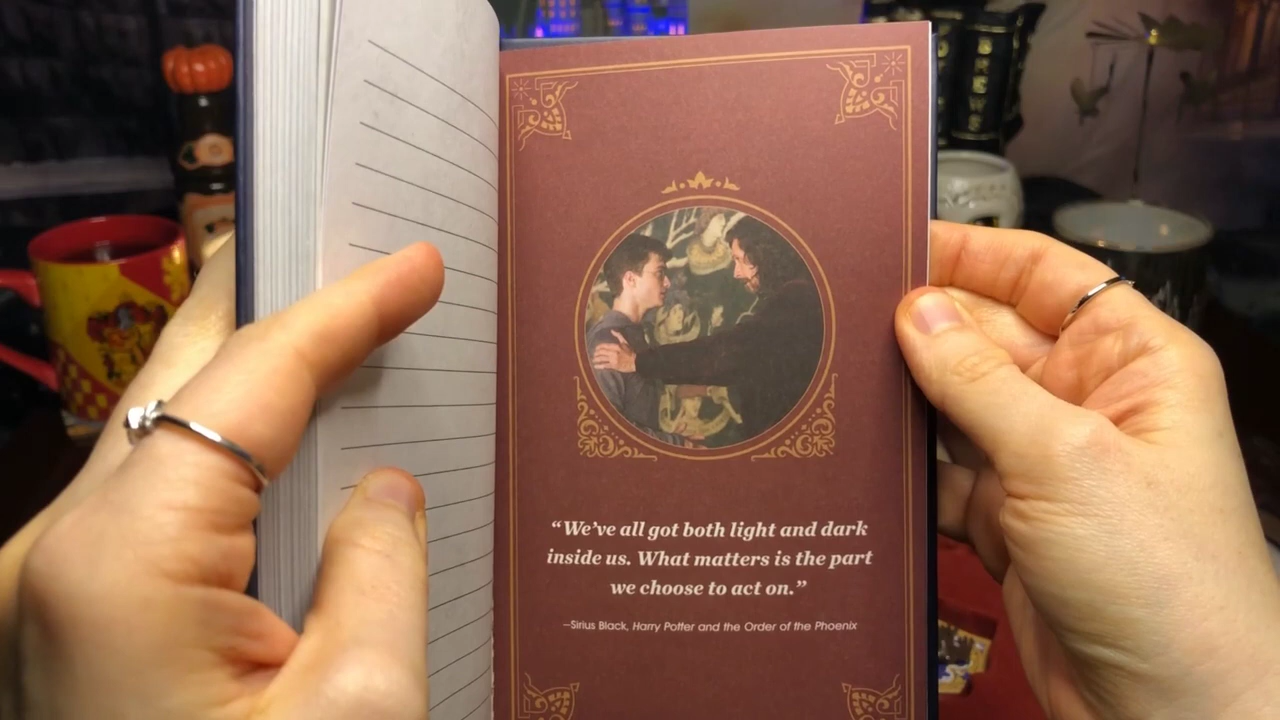 “We’ve all got both light and dark
inside us. What matters is the part
we choose to act on.”
—Sirius Black, Harry Potter and the Order of the Phoenix
BREWS